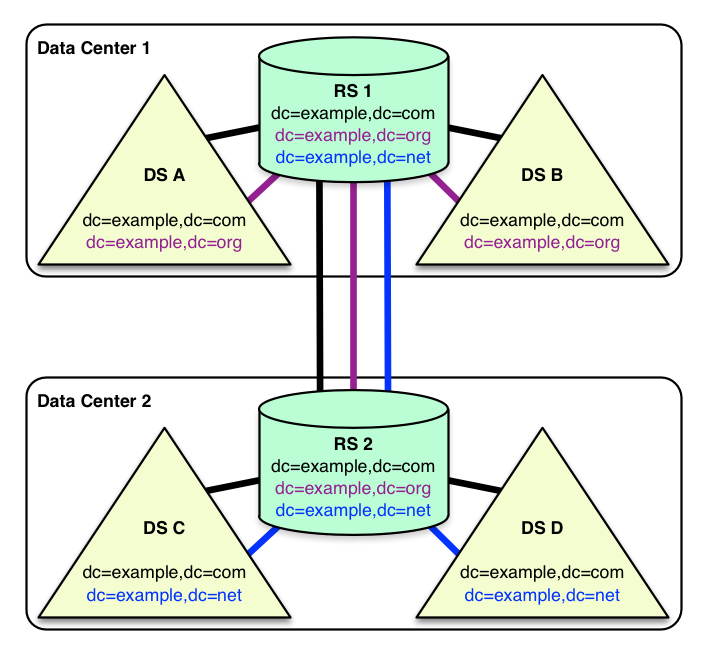 Data Center 1
RS 1
dc=example,dc=com
dc=example,dc=org
dc=example,dc=net
DS A
dc=example,dc=com
dc=example,dc=org
DS B
dc=example,dc=com
dc=example,dc=org
Data Center 2
RS 2
dc=example,dc=com
dc=example,dc=org
dc=example,dc=net
DS C
dc=example,dc=com
dc=example,dc=net
DS D
dc=example,dc=com
dc=example,dc=net